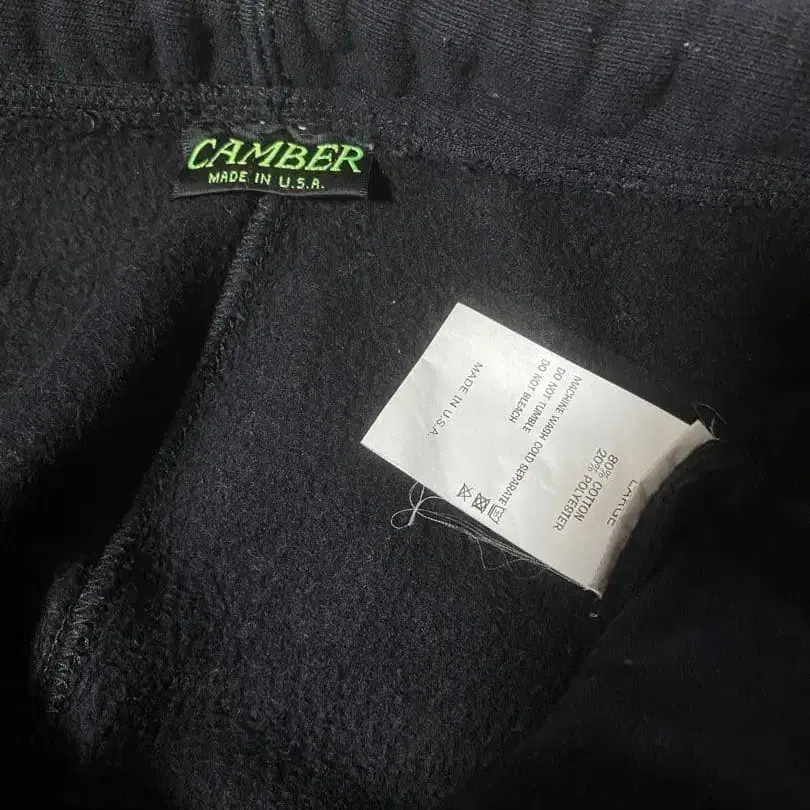 CAMBER
MADE IN U.S.A.
LARGE
80% COTTON
20% POLYESTER
MACHINE WASH COLD SEPARATE
DO NOT TUMBLE
DO NOT BLEACH
MADE IN U.S.A.